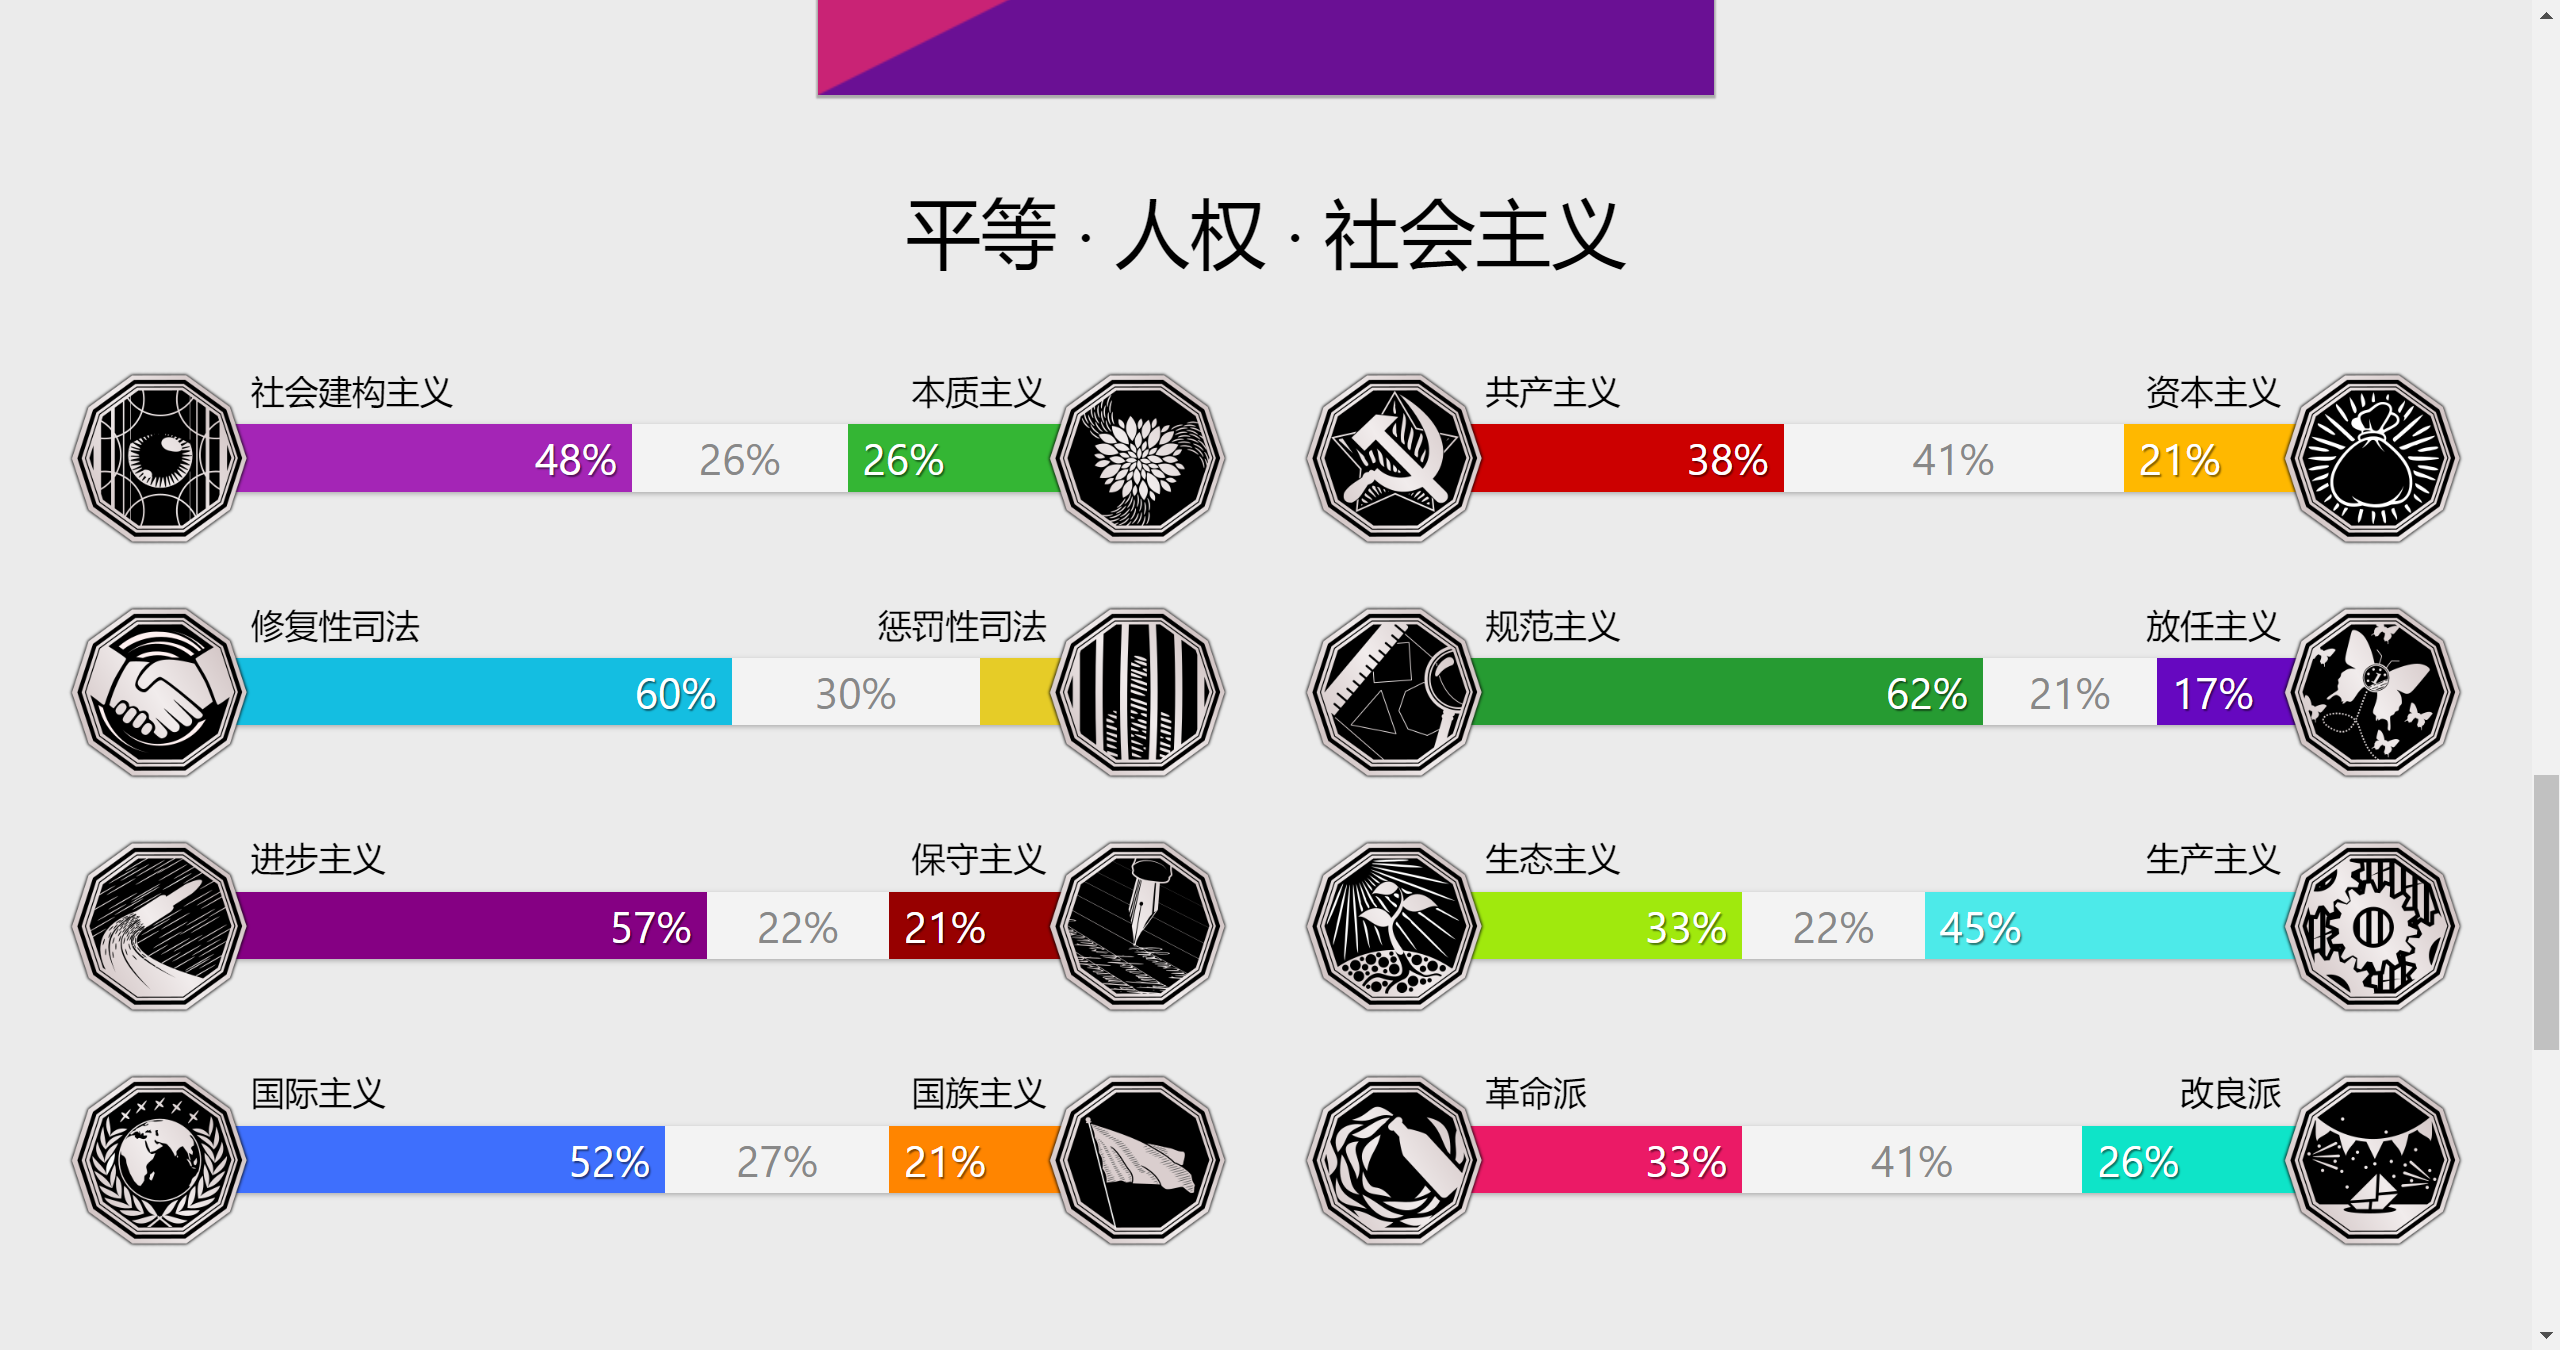 平等 · 人权 · 社会主义
社会建构主义 本质主义
48% 26% 26%
共产主义 资本主义
38% 41% 21%
修复性司法 惩罚性司法
60% 30%
规范主义 放任主义
62% 21% 17%
进步主义 保守主义
57% 22% 21%
生态主义 生产主义
33% 22% 45%
国际主义 国族主义
52% 27% 21%
革命派 改良派
33% 41% 26%